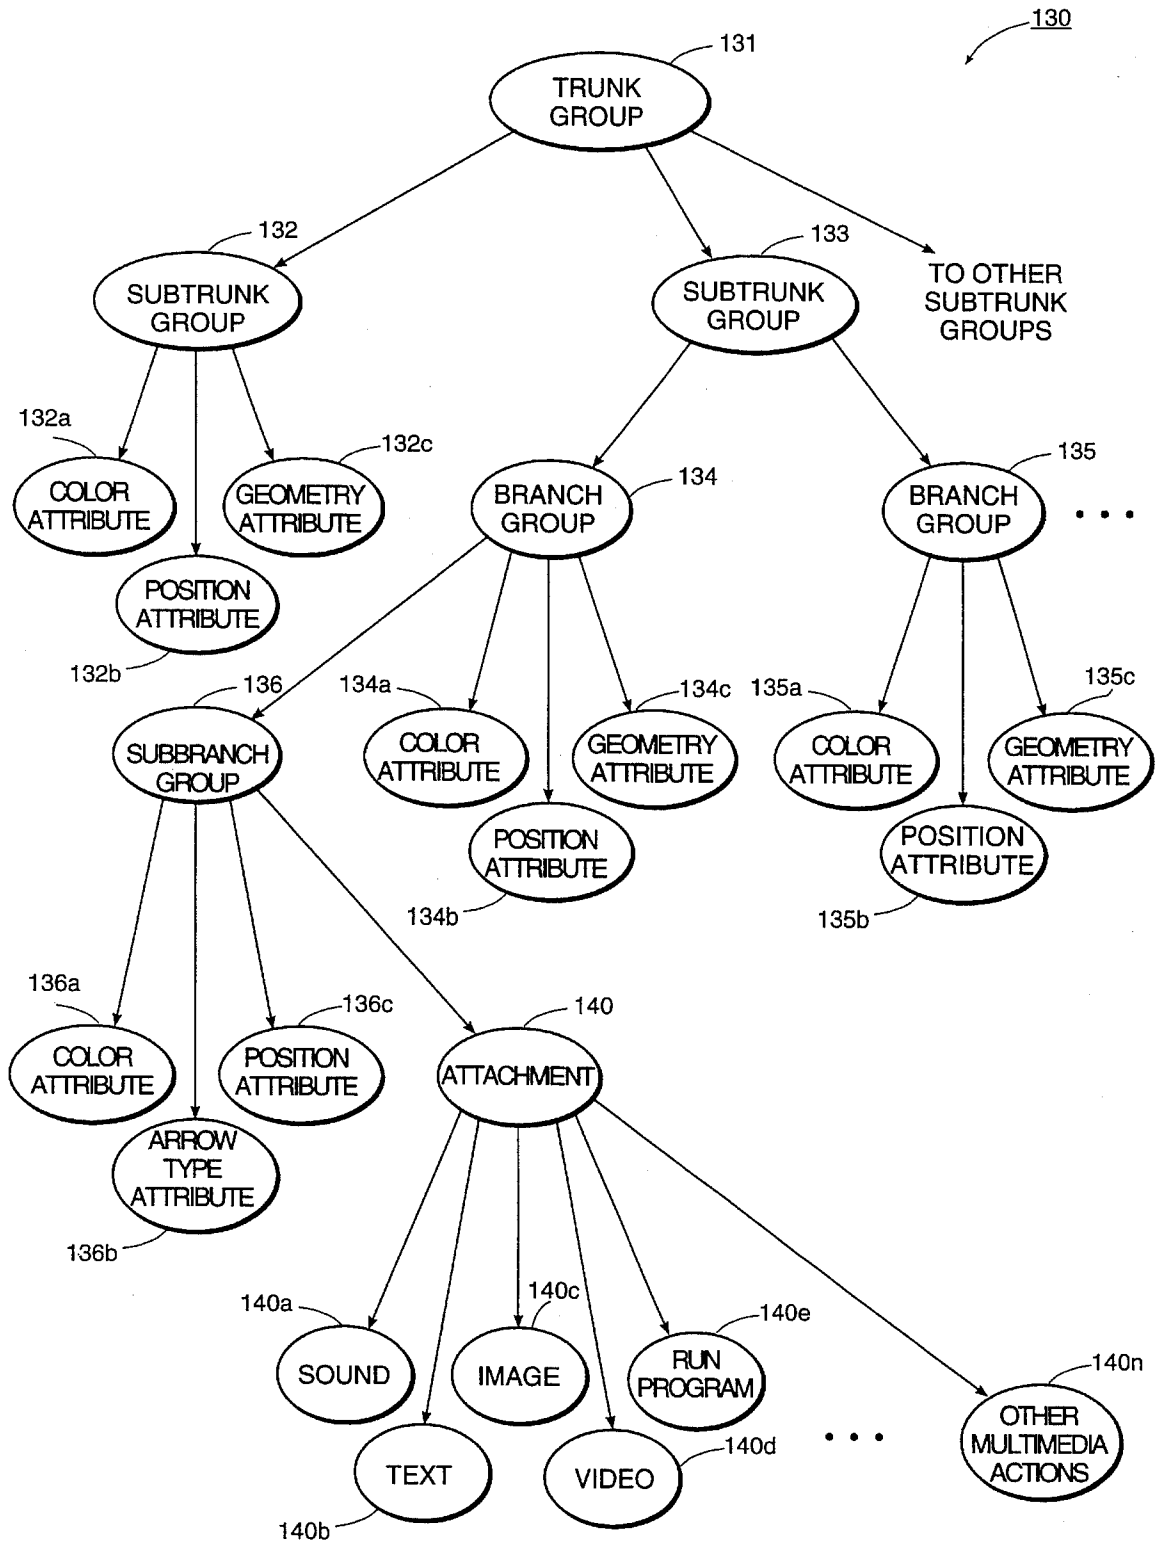 130
131
TRUNK
GROUP
132
133
SUBTRUNK
GROUP
SUBTRUNK
GROUP
TO OTHER
SUBTRUNK
GROUPS
132a
132c
134
135
COLOR
ATTRIBUTE
GEOMETRY
ATTRIBUTE
BRANCH
GROUP
BRANCH
GROUP
• • •
POSITION
ATTRIBUTE
132b
136
134a
134c
135a
135c
SUBBRANCH
GROUP
COLOR
ATTRIBUTE
GEOMETRY
ATTRIBUTE
COLOR
ATTRIBUTE
GEOMETRY
ATTRIBUTE
POSITION
ATTRIBUTE
POSITION
ATTRIBUTE
134b
135b
136a
136c
140
COLOR
ATTRIBUTE
POSITION
ATTRIBUTE
ATTACHMENT
ARROW
TYPE
ATTRIBUTE
136b
140a
140c
140e
140n
SOUND
IMAGE
RUN
PROGRAM
OTHER
MULTIMEDIA
ACTIONS
• • •
TEXT
VIDEO
140d
140b